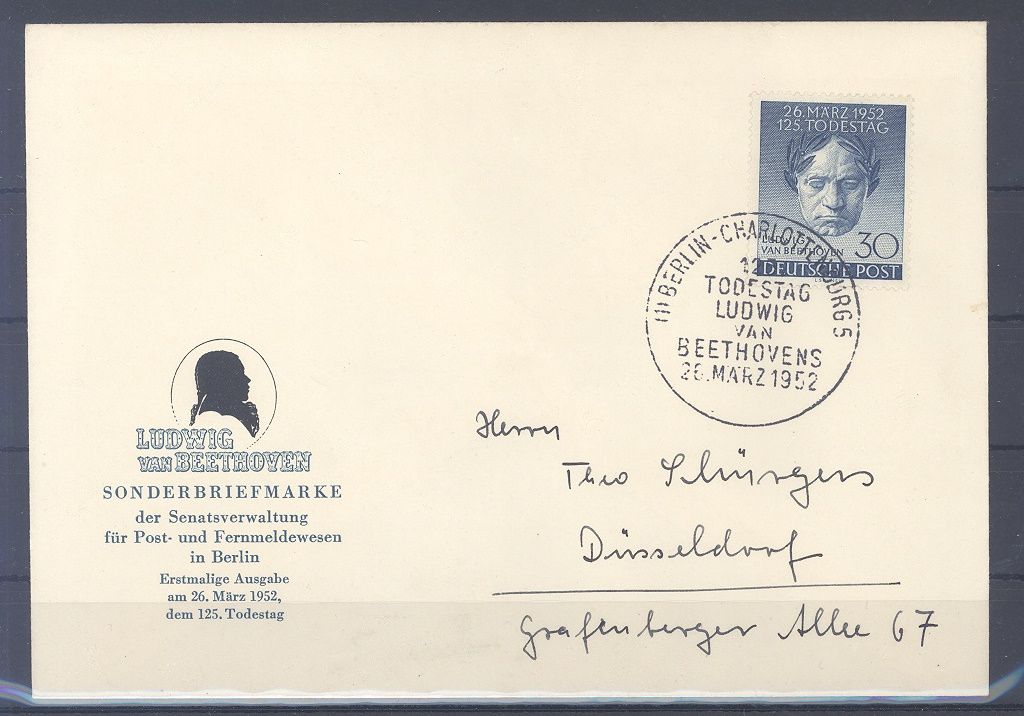 26. MÄRZ 1952
125. TODESTAG
LUDWIG
VAN BEETHOVEN
30
DEUTSCHE POST
(1) BERLIN-CHARLOTTENBURG 5
125.
TODESTAG
LUDWIG
VAN
BEETHOVENS
26. MÄRZ 1952
LUDWIG
VAN BEETHOVEN
SONDERBRIEFMARKE
der Senatsverwaltung
für Post- und Fernmeldewesen
in Berlin
Erstmalige Ausgabe
am 26. März 1952,
dem 125. Todestag
Herrn
Theo Schürgers
Düsseldorf
Grafenberger Allee 67